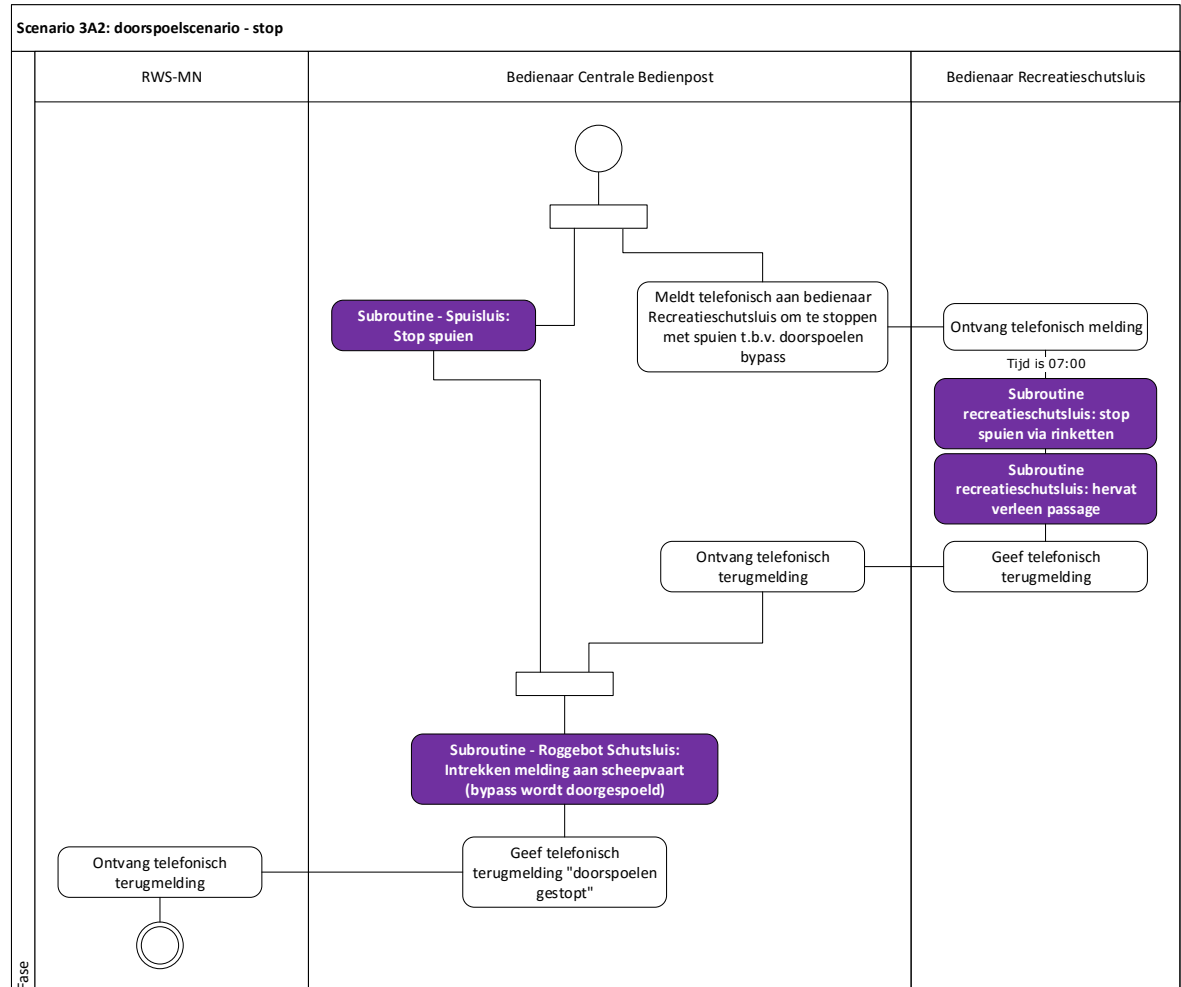 Scenario 3A2: doorspoelscenario - stop
RWS-MN
Bedienaar Centrale Bedienpost
Bedienaar Recreatieschutsluis
Meldt telefonisch aan bedienaar
Recreatieschutsluis om te stoppen
met spuien t.b.v. doorspoelen
bypass
Subroutine - Spuisluis:
Stop spuien
Ontvang telefonisch melding
Tijd is 07:00
Subroutine
recreatieschutsluis: stop
spuien via rinketten
Subroutine
recreatieschutsluis: hervat
verleen passage
Ontvang telefonisch
terugmelding
Geef telefonisch
terugmelding
Subroutine - Roggebot Schutsluis:
Intrekken melding aan scheepvaart
(bypass wordt doorgespoeld)
Ontvang telefonisch
terugmelding
Geef telefonisch
terugmelding "doorspoelen
gestopt"
Fase